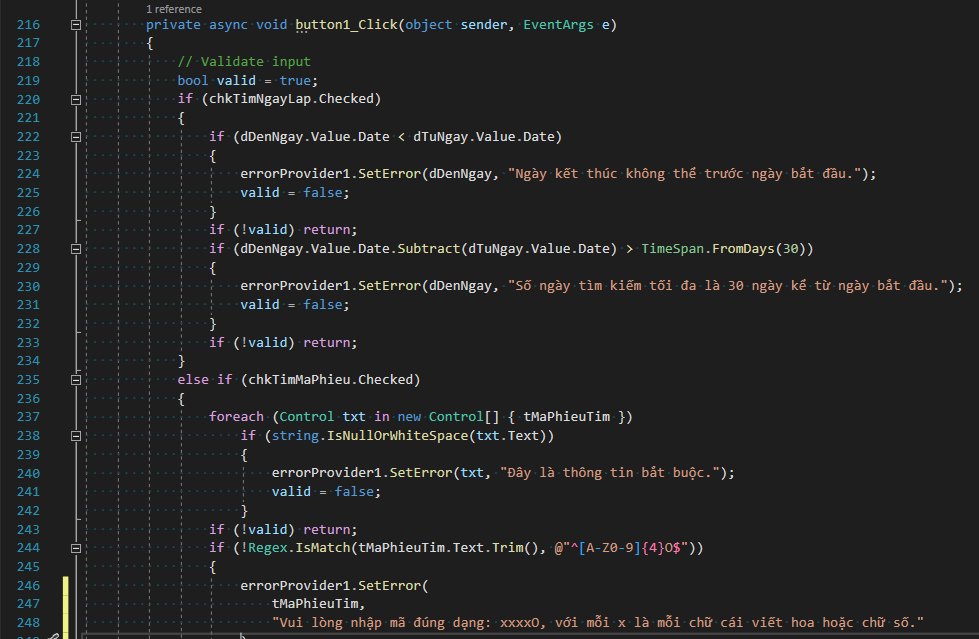 1 reference
216 private async void button1_Click(object sender, EventArgs e)
217 {
218 // Validate input
219 bool valid = true;
220 if (chkTimNgayLap.Checked)
221 {
222 if (dDenNgay.Value.Date < dTuNgay.Value.Date)
223 {
224 errorProvider1.SetError(dDenNgay, "Ngày kết thúc không thể trước ngày bắt đầu.");
225 valid = false;
226 }
227 if (!valid) return;
228 if (dDenNgay.Value.Date.Subtract(dTuNgay.Value.Date) > TimeSpan.FromDays(30))
229 {
230 errorProvider1.SetError(dDenNgay, "Số ngày tìm kiếm tối đa là 30 ngày kể từ ngày bắt đầu.");
231 valid = false;
232 }
233 if (!valid) return;
234 }
235 else if (chkTimMaPhieu.Checked)
236 {
237 foreach (Control txt in new Control[] { tMaPhieuTim })
238 if (string.IsNullOrWhiteSpace(txt.Text))
239 {
240 errorProvider1.SetError(txt, "Đây là thông tin bắt buộc.");
241 valid = false;
242 }
243 if (!valid) return;
244 if (!Regex.IsMatch(tMaPhieuTim.Text.Trim(), @"^[A-Z0-9]{4}O$"))
245 {
246 errorProvider1.SetError(
247 tMaPhieuTim,
248 "Vui lòng nhập mã đúng dạng: xxxxO, với mỗi x là mỗi chữ cái viết hoa hoặc chữ số."